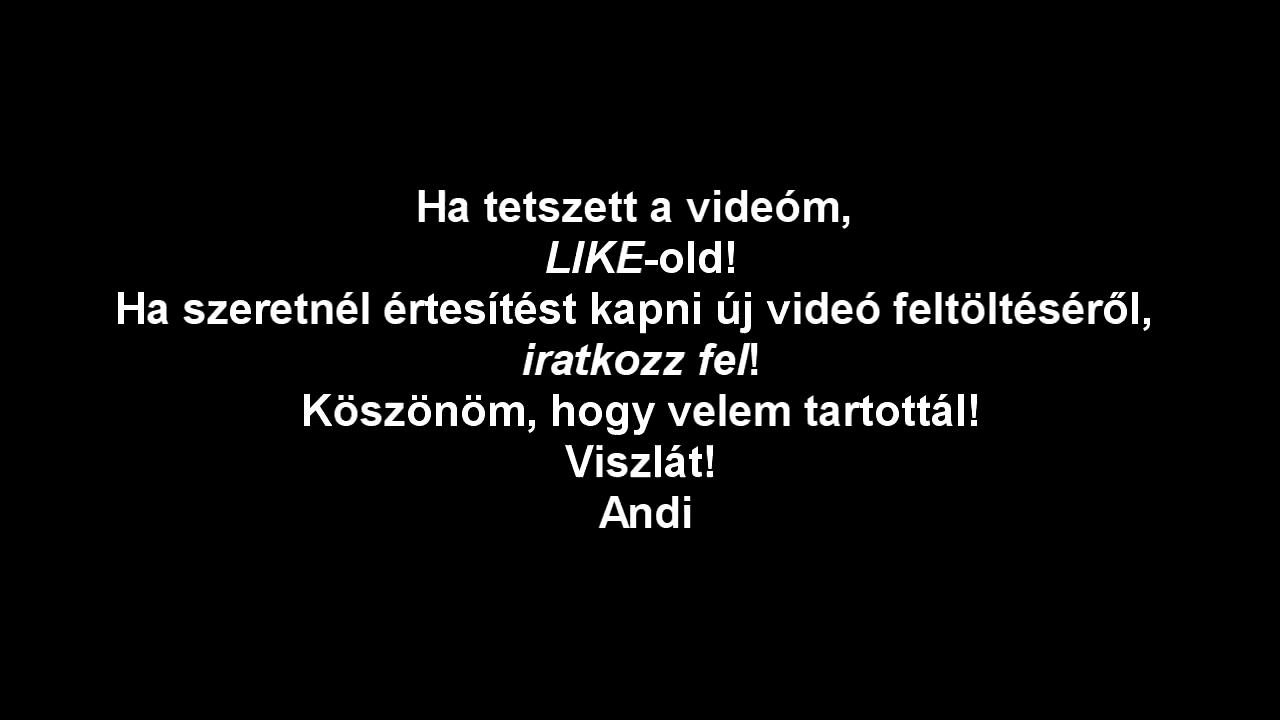 Ha tetszett a videóm,
LIKE-old!
Ha szeretnél értesítést kapni új videó feltöltéséről,
iratkozz fel!
Köszönöm, hogy velem tartottál!
Viszlát!
Andi